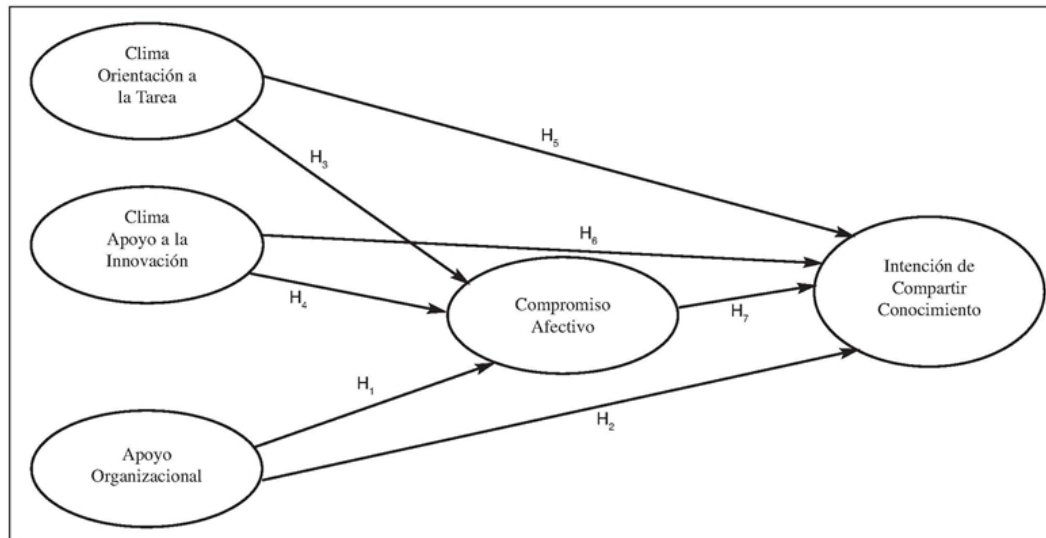 Clima
Orientación a
la Tarea
H5
H3
Clima
Apoyo a la
Innovación
H6
H4
Compromiso
Afectivo
Intención de
Compartir
Conocimiento
H7
H1
H2
Apoyo
Organizacional